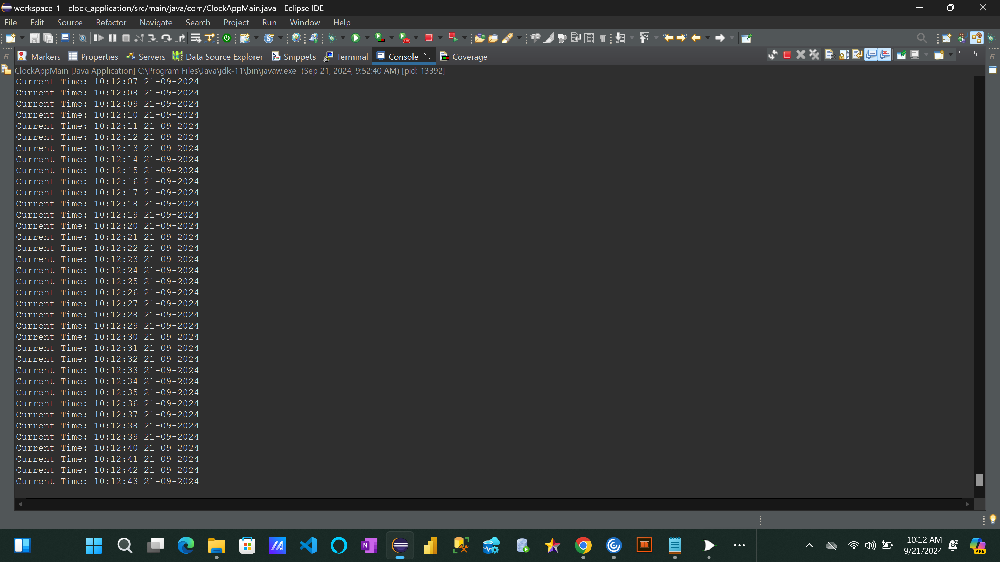 workspace-1 - clock_application/src/main/java/com/ClockAppMain.java - Eclipse IDE
File Edit Source Refactor Navigate Search Project Run Window Help
Markers Properties Servers Data Source Explorer Snippets Terminal Console Coverage
ClockAppMain [Java Application] C:\Program Files\Java\jdk-11\bin\javaw.exe (Sep 21, 2024, 9:52:40 AM) [pid: 13392]
Current Time: 10:12:07 21-09-2024
Current Time: 10:12:08 21-09-2024
Current Time: 10:12:09 21-09-2024
Current Time: 10:12:10 21-09-2024
Current Time: 10:12:11 21-09-2024
Current Time: 10:12:12 21-09-2024
Current Time: 10:12:13 21-09-2024
Current Time: 10:12:14 21-09-2024
Current Time: 10:12:15 21-09-2024
Current Time: 10:12:16 21-09-2024
Current Time: 10:12:17 21-09-2024
Current Time: 10:12:18 21-09-2024
Current Time: 10:12:19 21-09-2024
Current Time: 10:12:20 21-09-2024
Current Time: 10:12:21 21-09-2024
Current Time: 10:12:22 21-09-2024
Current Time: 10:12:23 21-09-2024
Current Time: 10:12:24 21-09-2024
Current Time: 10:12:25 21-09-2024
Current Time: 10:12:26 21-09-2024
Current Time: 10:12:27 21-09-2024
Current Time: 10:12:28 21-09-2024
Current Time: 10:12:29 21-09-2024
Current Time: 10:12:30 21-09-2024
Current Time: 10:12:31 21-09-2024
Current Time: 10:12:32 21-09-2024
Current Time: 10:12:33 21-09-2024
Current Time: 10:12:34 21-09-2024
Current Time: 10:12:35 21-09-2024
Current Time: 10:12:36 21-09-2024
Current Time: 10:12:37 21-09-2024
Current Time: 10:12:38 21-09-2024
Current Time: 10:12:39 21-09-2024
Current Time: 10:12:40 21-09-2024
Current Time: 10:12:41 21-09-2024
Current Time: 10:12:42 21-09-2024
Current Time: 10:12:43 21-09-2024
10:12 AM
9/21/2024
PRE